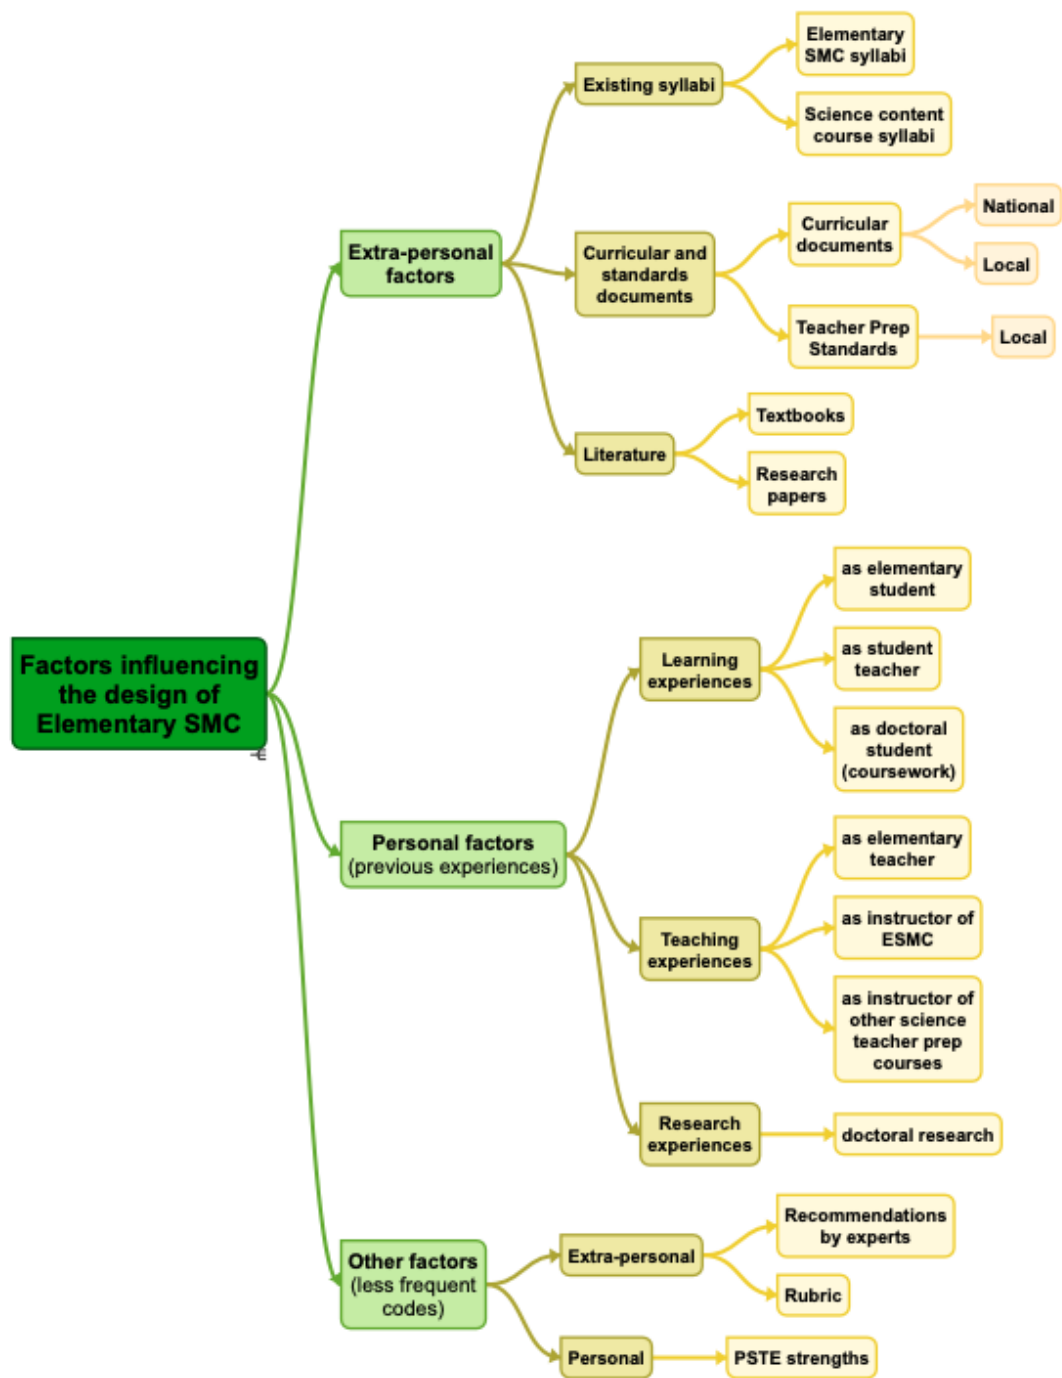 Factors influencing
the design of
Elementary SMC
Extra-personal
factors
Existing syllabi
Elementary
SMC syllabi
Science content
course syllabi
Curricular and
standards
documents
Curricular
documents
National
Local
Teacher Prep
Standards
Local
Literature
Textbooks
Research
papers
Personal factors
(previous experiences)
Learning
experiences
as elementary
student
as student
teacher
as doctoral
student
(coursework)
Teaching
experiences
as elementary
teacher
as instructor of
ESMC
as instructor of
other science
teacher prep
courses
Research
experiences
doctoral research
Other factors
(less frequent
codes)
Extra-personal
Recommendations
by experts
Rubric
Personal
PSTE strengths